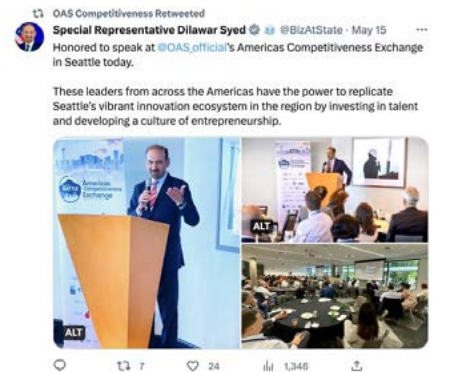 OAS Competitiveness Retweeted
Special Representative Dilawar Syed @BizAtState · May 15
Honored to speak at @OAS_official's Americas Competitiveness Exchange
in Seattle today.
These leaders from across the Americas have the power to replicate
Seattle's vibrant innovation ecosystem in the region by investing in talent
and developing a culture of entrepreneurship.
Americas
Competitiveness
Exchange
SEATTLE
ALT
ALT
7
24
1,346